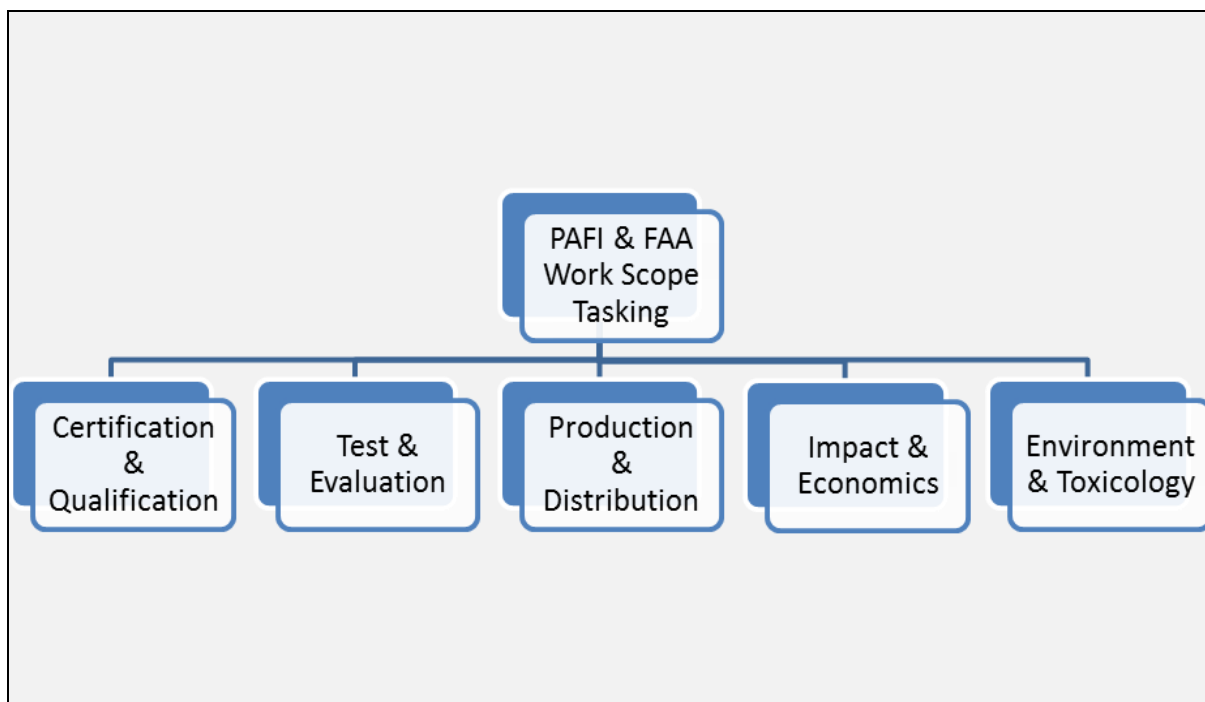 PAFI & FAA
Work Scope
Tasking
Certification
&
Qualification
Test &
Evaluation
Production
&
Distribution
Impact &
Economics
Environment
& Toxicology